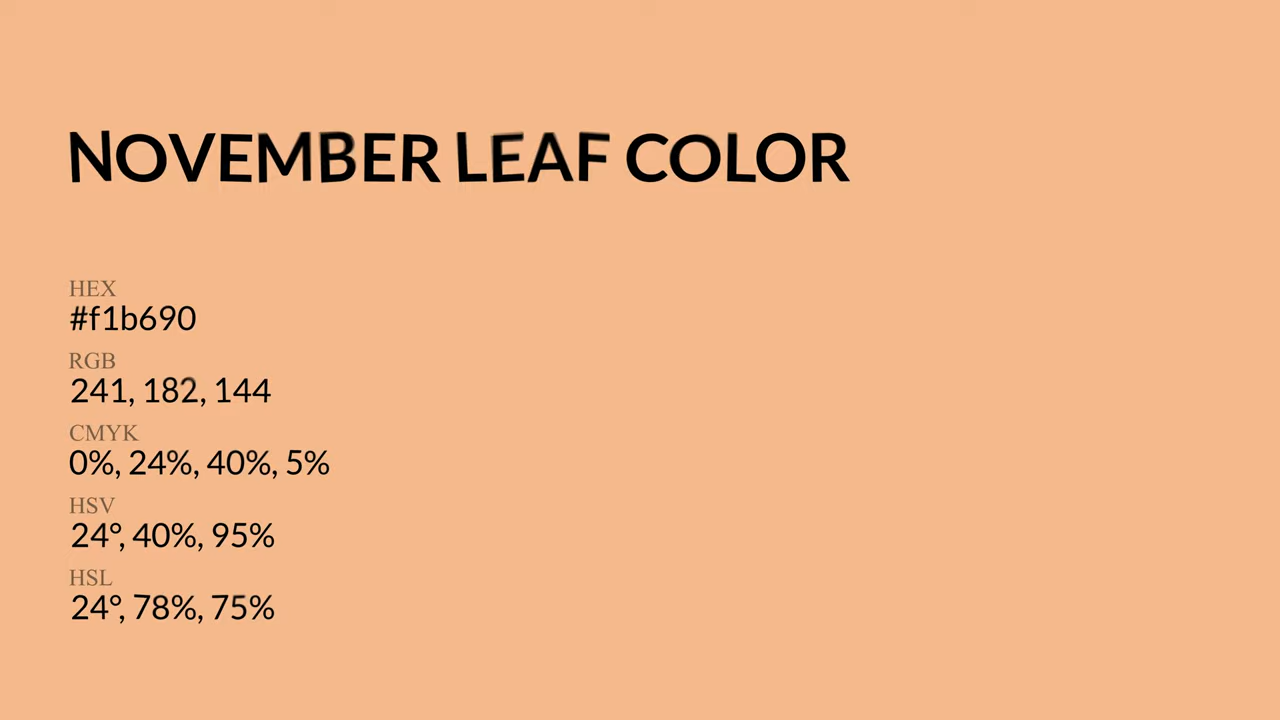 NOVEMBER LEAF COLOR
HEX
#f1b690
RGB
241, 182, 144
CMYK
0%, 24%, 40%, 5%
HSV
24°, 40%, 95%
HSL
24°, 78%, 75%